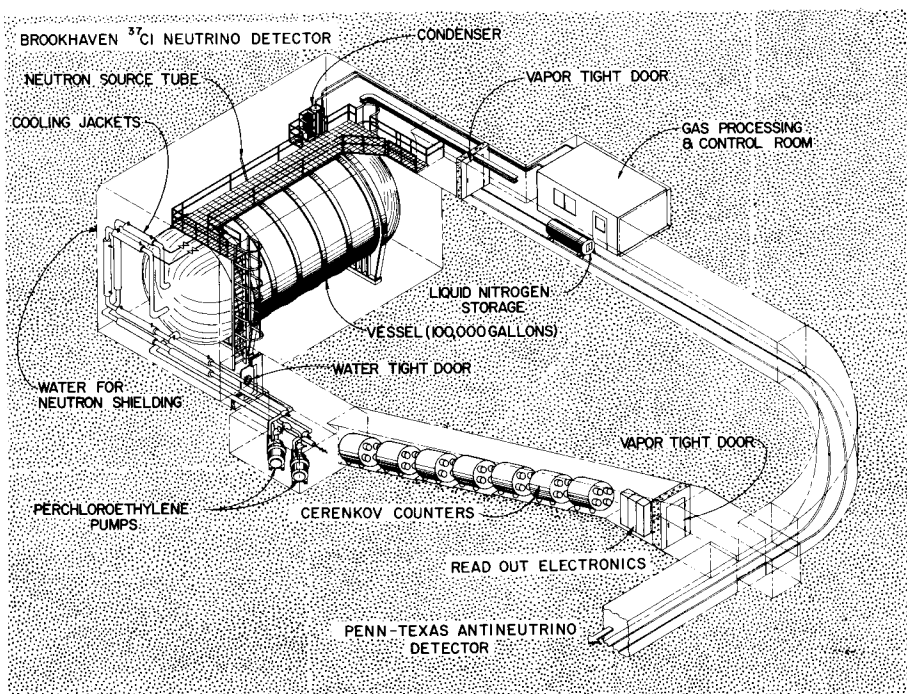 BROOKHAVEN ³⁷Cl NEUTRINO DETECTOR
CONDENSER
NEUTRON SOURCE TUBE
VAPOR TIGHT DOOR
COOLING JACKETS
GAS PROCESSING
& CONTROL ROOM
LIQUID NITROGEN
STORAGE
VESSEL (100,000 GALLONS)
WATER TIGHT DOOR
WATER FOR
NEUTRON SHIELDING
VAPOR TIGHT DOOR
PERCHLOROETHYLENE
PUMPS
CERENKOV COUNTERS
READ OUT ELECTRONICS
PENN-TEXAS ANTINEUTRINO
DETECTOR